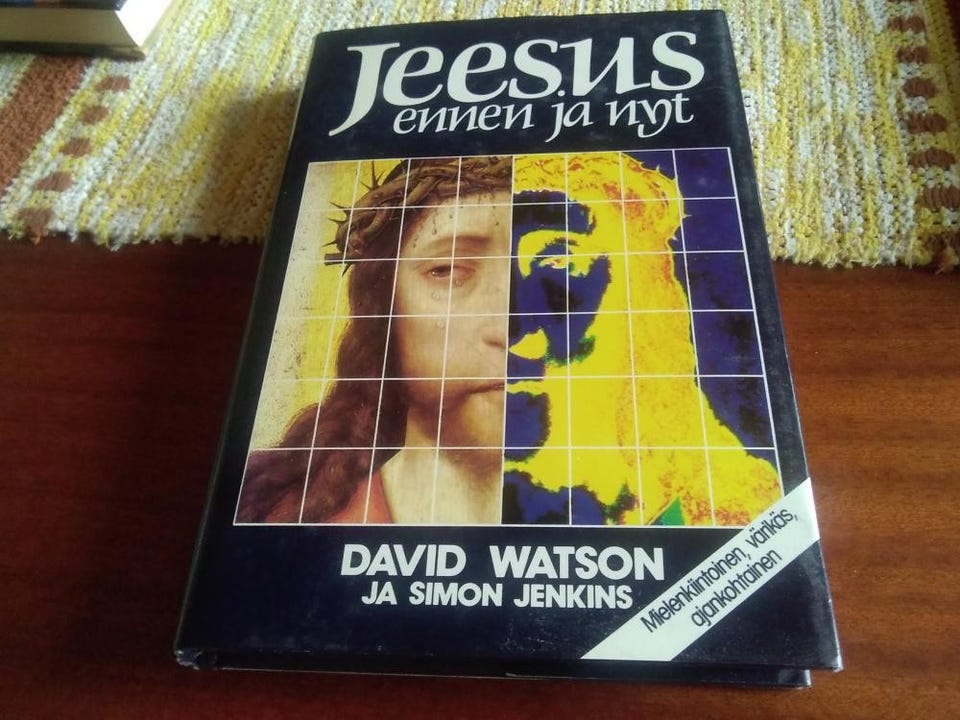 Jeesus
ennen ja nyt
DAVID WATSON
JA SIMON JENKINS
Mielenkiintoinen, värikäs,
ajankohtainen